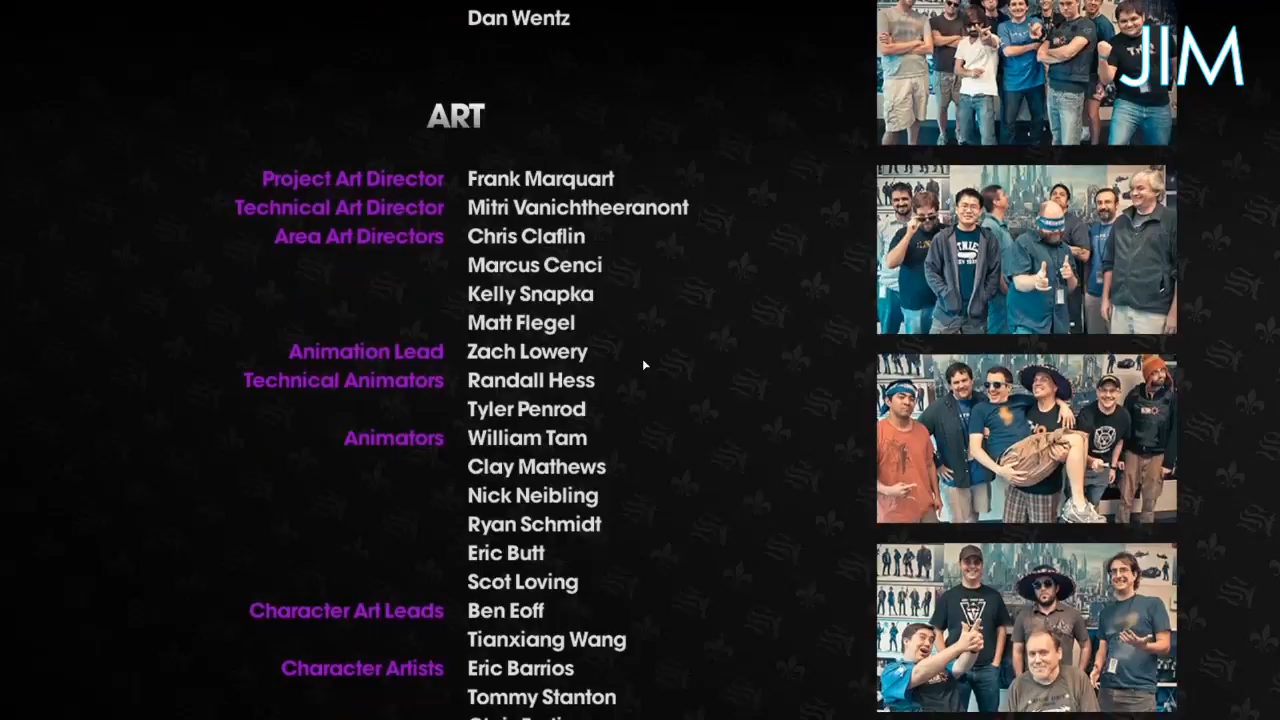 Dan Wentz
JIM
ART
Project Art Director Frank Marquart
Technical Art Director Mitri Vanichtheeranont
Area Art Directors Chris Claflin
Marcus Cenci
Kelly Snapka
Matt Flegel
Animation Lead Zach Lowery
Technical Animators Randall Hess
Tyler Penrod
Animators William Tam
Clay Mathews
Nick Neibling
Ryan Schmidt
Eric Butt
Scot Loving
Character Art Leads Ben Eoff
Tianxiang Wang
Character Artists Eric Barrios
Tommy Stanton